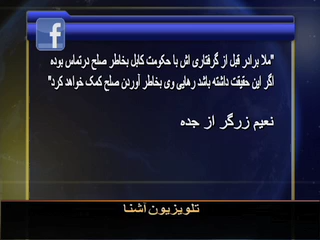 "ملا برادر قبل از گرفتاری اش با حکومت کابل بخاطر صلح درتماس بوده
اگر این حقیقت داشته باشد رهایی وی بخاطر آوردن صلح کمک خواهد کرد"
نعیم زرگر از جده
تلویزیون آشنا